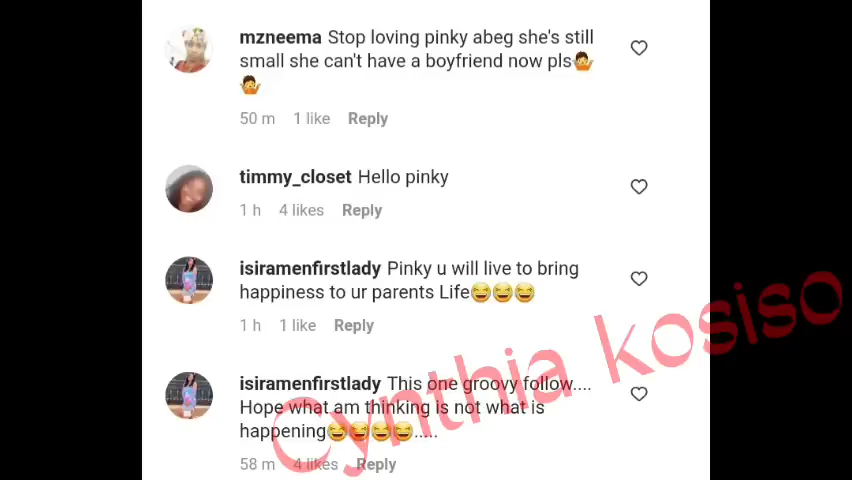 mzneema Stop loving pinky abeg she's still
small she can't have a boyfriend now pls🤷
🤷
50 m 1 like Reply
timmy_closet Hello pinky
1 h 4 likes Reply
isiramenfirstlady Pinky u will live to bring
happiness to ur parents Life😆😆😆
1 h 1 like Reply
isiramenfirstlady This one groovy follow....
Hope what am thinking is not what is
happening😆😆😆😆.....
58 m 4 likes Reply
Cynthia kosiso